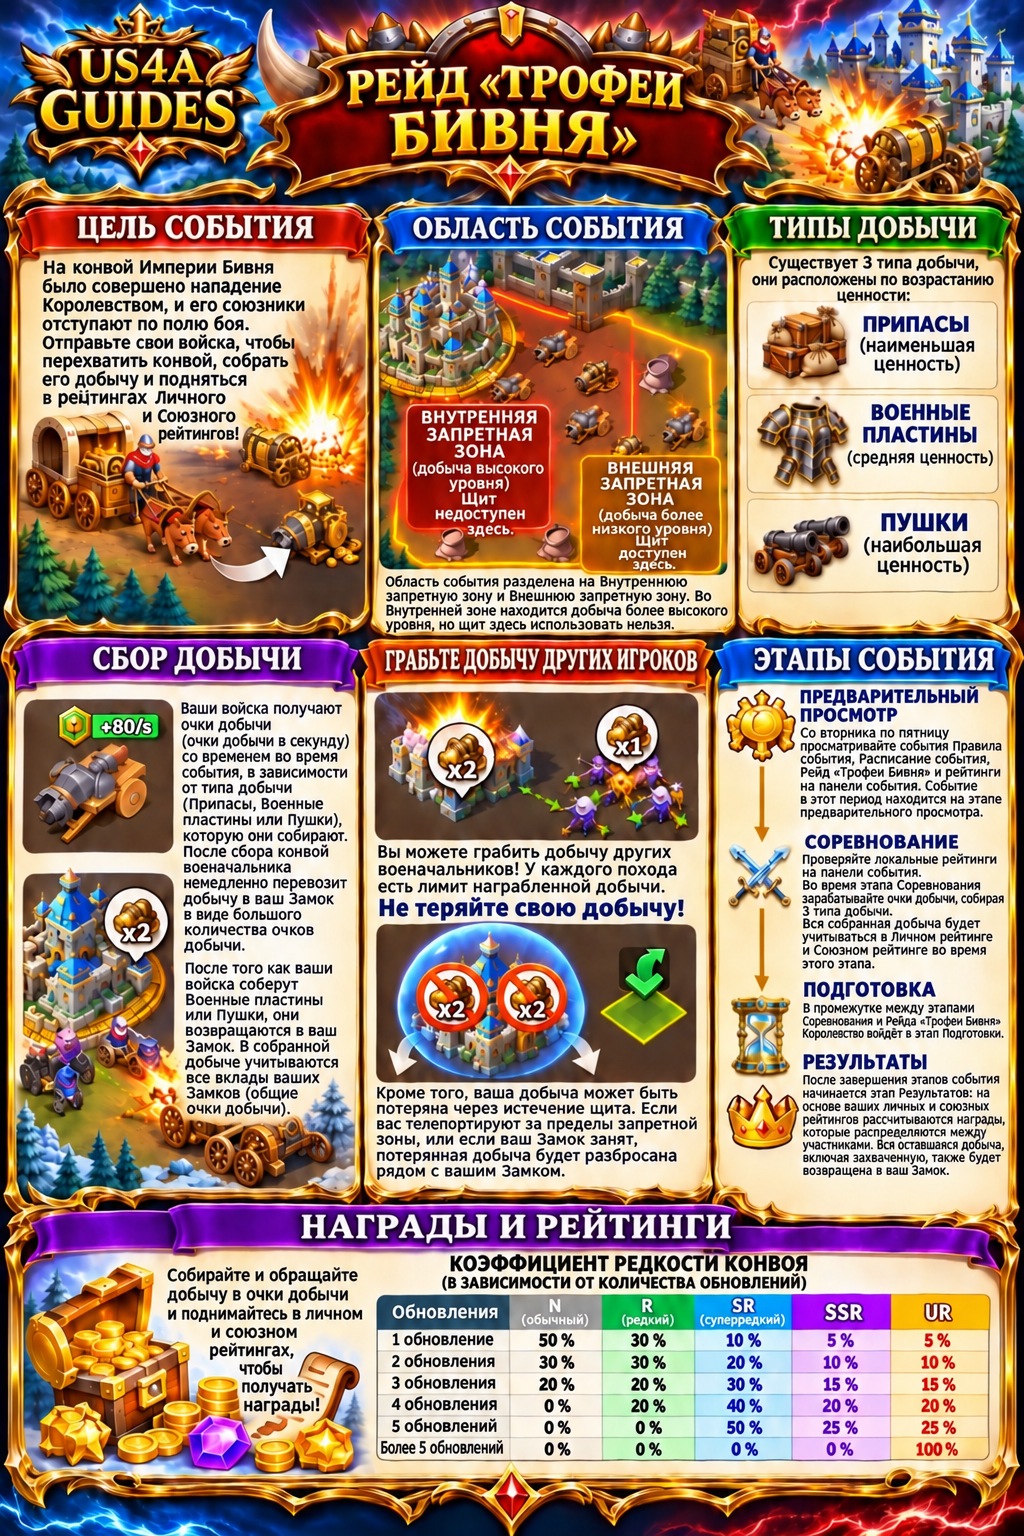 US4A
GUIDES
РЕЙД «ТРОФЕИ
БИВНЯ»
ЦЕЛЬ СОБЫТИЯ
На конвой Империи Бивня
было совершено нападение
Королевством, и его союзники
отступают по полю боя.
Отправьте свои войска, чтобы
перехватить конвой, собрать
его добычу и подняться
в рейтингах Личного
и Союзного
рейтингов!
ОБЛАСТЬ СОБЫТИЯ
ВНУТРЕННЯЯ
ЗАПРЕТНАЯ
ЗОНА
(добыча высокого
уровня)
Щит
недоступен
здесь.
ВНЕШНЯЯ
ЗАПРЕТНАЯ
ЗОНА
(добыча более
низкого уровня)
Щит
доступен
здесь.
Область события разделена на Внутреннюю
запретную зону и Внешнюю запретную зону. Во
Внутренней зоне находится добыча более высокого
уровня, но щит здесь использовать нельзя.
ТИПЫ ДОБЫЧИ
Существует 3 типа добычи,
они расположены по возрастанию
ценности:
ПРИПАСЫ
(наименьшая
ценность)
ВОЕННЫЕ
ПЛАСТИНЫ
(средняя ценность)
ПУШКИ
(наибольшая
ценность)
СБОР ДОБЫЧИ
+80/s
x2
Ваши войска получают
очки добычи
(очки добычи в секунду)
со временем во время
события, в зависимости
от типа добычи
(Припасы, Военные
пластины или Пушки),
которую они собирают.
После сбора конвой
военачальника
немедленно перевозит
добычу в ваш Замок
в виде большого
количества очков
добычи.
После того как ваши
войска соберут
Военные пластины
или Пушки, они
возвращаются в ваш
Замок. В собранной
добыче учитываются
все вклады ваших
Замков (общие
очки добычи).
ГРАБЬТЕ ДОБЫЧУ ДРУГИХ ИГРОКОВ
x2
x1
Вы можете грабить добычу других
военачальников! У каждого похода
есть лимит награбленной добычи.
Не теряйте свою добычу!
x2
x2
Кроме того, ваша добыча может быть
потеряна через истечение щита. Если
вас телепортируют за пределы запретной
зоны, или если ваш Замок занят,
потерянная добыча будет разбросана
рядом с вашим Замком.
ЭТАПЫ СОБЫТИЯ
ПРЕДВАРИТЕЛЬНЫЙ
ПРОСМОТР
Со вторника по пятницу
просматривайте события Правила
события, Расписание события,
Рейд «Трофеи Бивня» и рейтинги
на панели события. Событие
в этот период находится на этапе
предварительного просмотра.
СОРЕВНОВАНИЕ
Проверяйте локальные рейтинги
на панели события.
Во время этапа Соревнования
зарабатывайте очки добычи, собирая
3 типа добычи.
Вся собранная добыча будет
учитываться в Личном рейтинге
и Союзном рейтинге во время
этого этапа.
ПОДГОТОВКА
В промежутке между этапами
Соревнования и Рейда «Трофеи Бивня»
Королевство войдёт в этап Подготовки.
РЕЗУЛЬТАТЫ
После завершения этапов события
начинается этап Результатов: на
основе ваших личных и союзных
рейтингов рассчитываются награды,
которые распределяются между
участниками. Вся оставшаяся добыча,
включая захваченную, также будет
возвращена в ваш Замок.
НАГРАДЫ И РЕЙТИНГИ
Собирайте и обращайте
добычу в очки добычи
и поднимайтесь в личном
и союзном
рейтингах,
чтобы
получать
награды!
КОЭФФИЦИЕНТ РЕДКОСТИ КОНВОЯ
(В ЗАВИСИМОСТИ ОТ КОЛИЧЕСТВА ОБНОВЛЕНИЙ)
Обновления N (обычный) R (редкий) SR (суперредкий) SSR UR
1 обновление 50 % 30 % 10 % 5 % 5 %
2 обновления 30 % 30 % 20 % 10 % 10 %
3 обновления 20 % 20 % 30 % 15 % 15 %
4 обновления 0 % 20 % 40 % 20 % 20 %
5 обновлений 0 % 0 % 50 % 25 % 25 %
Более 5 обновлений 0 % 0 % 0 % 0 % 100 %